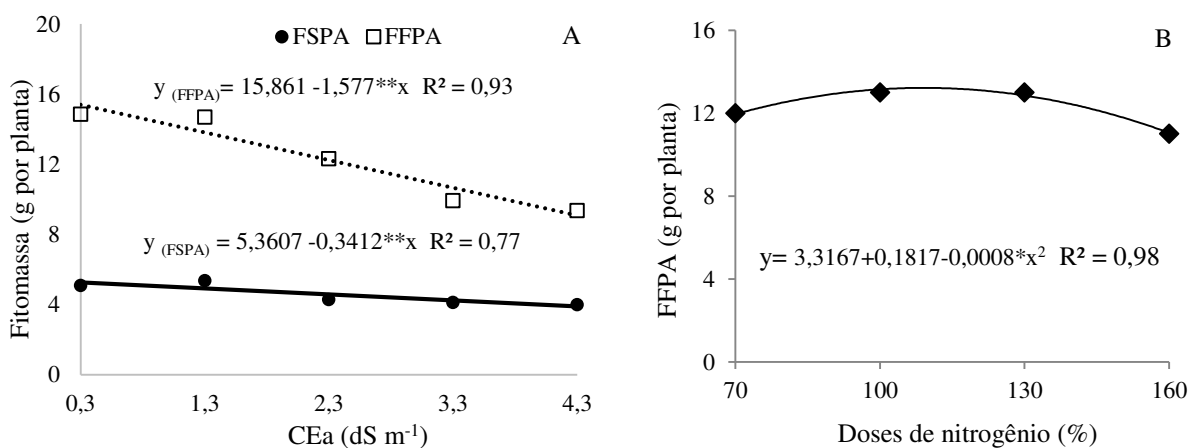 20
16
12
8
4
0
Fitomassa (g por planta)
FSPA FFPA
A
y (FFPA)= 15,861 -1,577**x R² = 0,93
y (FSPA) = 5,3607 -0,3412**x R² = 0,77
0,3 1,3 2,3 3,3 4,3
CEa (dS m⁻¹)
16
12
8
4
0
FFPA (g por planta)
B
y= 3,3167+0,1817-0,0008*x² R² = 0,98
70 100 130 160
Doses de nitrogênio (%)